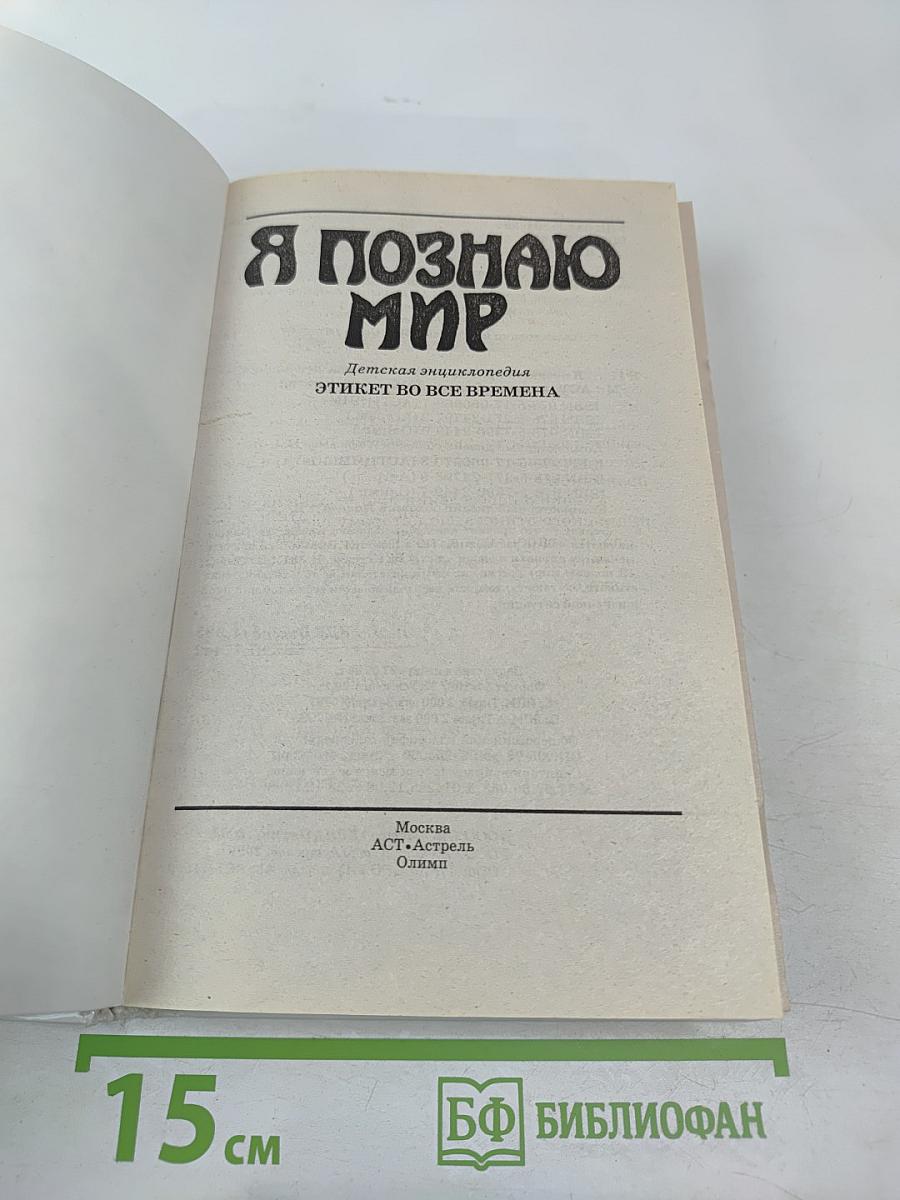 Я ПОЗНАЮ
МИР
Детская энциклопедия
ЭТИКЕТ ВО ВСЕ ВРЕМЕНА
Москва
АСТ•Астрель
Олимп
15 см
БФ БИБЛИОФАН